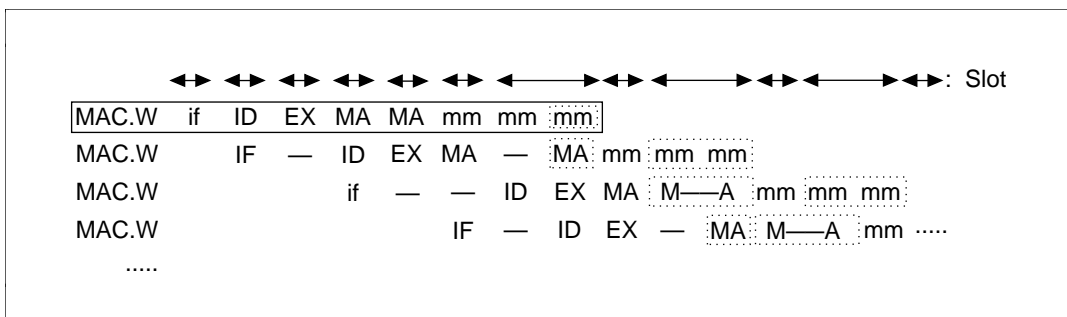 : Slot
MAC.W if ID EX MA MA mm mm mm
MAC.W IF — ID EX MA — MA mm mm mm
MAC.W if — — ID EX MA M——A mm mm mm
MAC.W IF — ID EX — MA M——A mm .....
.....